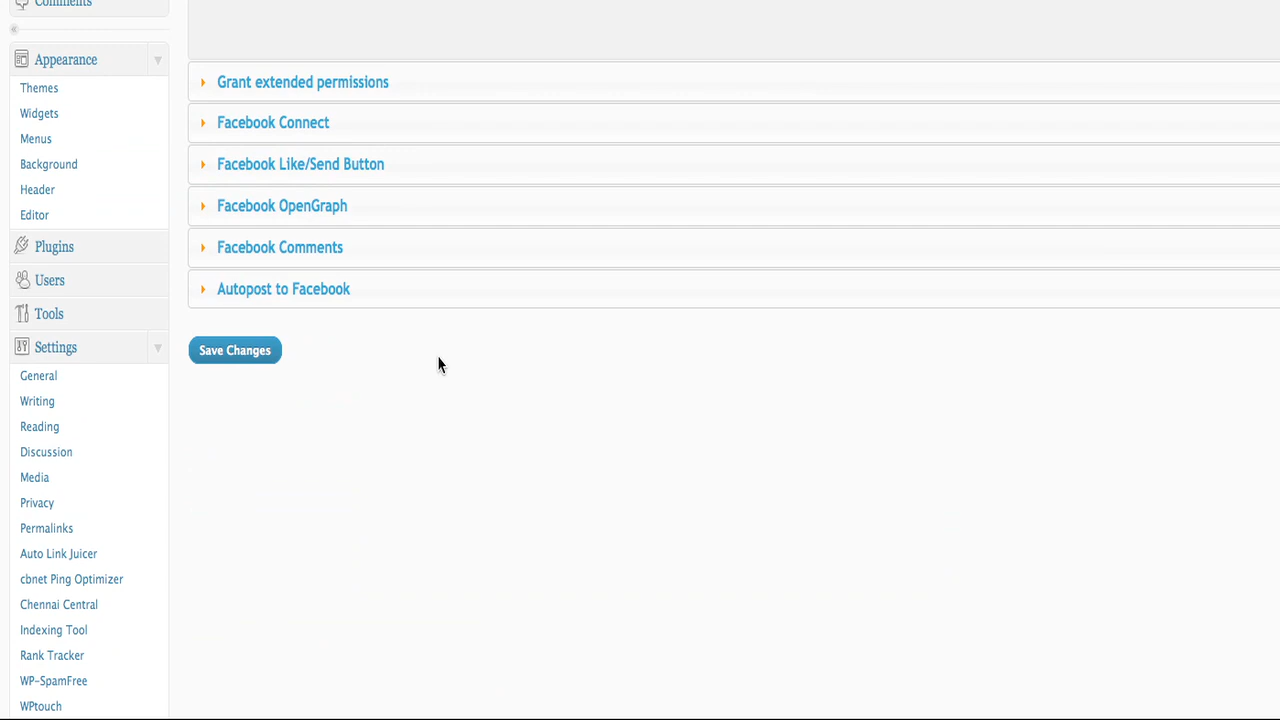 Comments
Appearance
Themes
Widgets
Menus
Background
Header
Editor
Plugins
Users
Tools
Settings
General
Writing
Reading
Discussion
Media
Privacy
Permalinks
Auto Link Juicer
cbnet Ping Optimizer
Chennai Central
Indexing Tool
Rank Tracker
WP-SpamFree
WPtouch
Grant extended permissions
Facebook Connect
Facebook Like/Send Button
Facebook OpenGraph
Facebook Comments
Autopost to Facebook
Save Changes